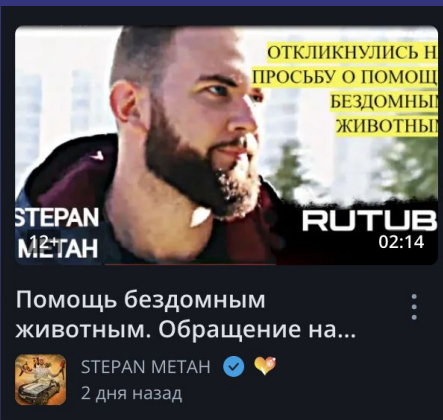 ОТКЛИКНУЛИСЬ Н
ПРОСЬБУ О ПОМОЩ
БЕЗДОМНЫ
ЖИВОТНЫ
STEPAN
МЕТАН
12+
RUTUB
02:14
Помощь бездомным
животным. Обращение на...
STEPAN МЕТАН
2 дня назад